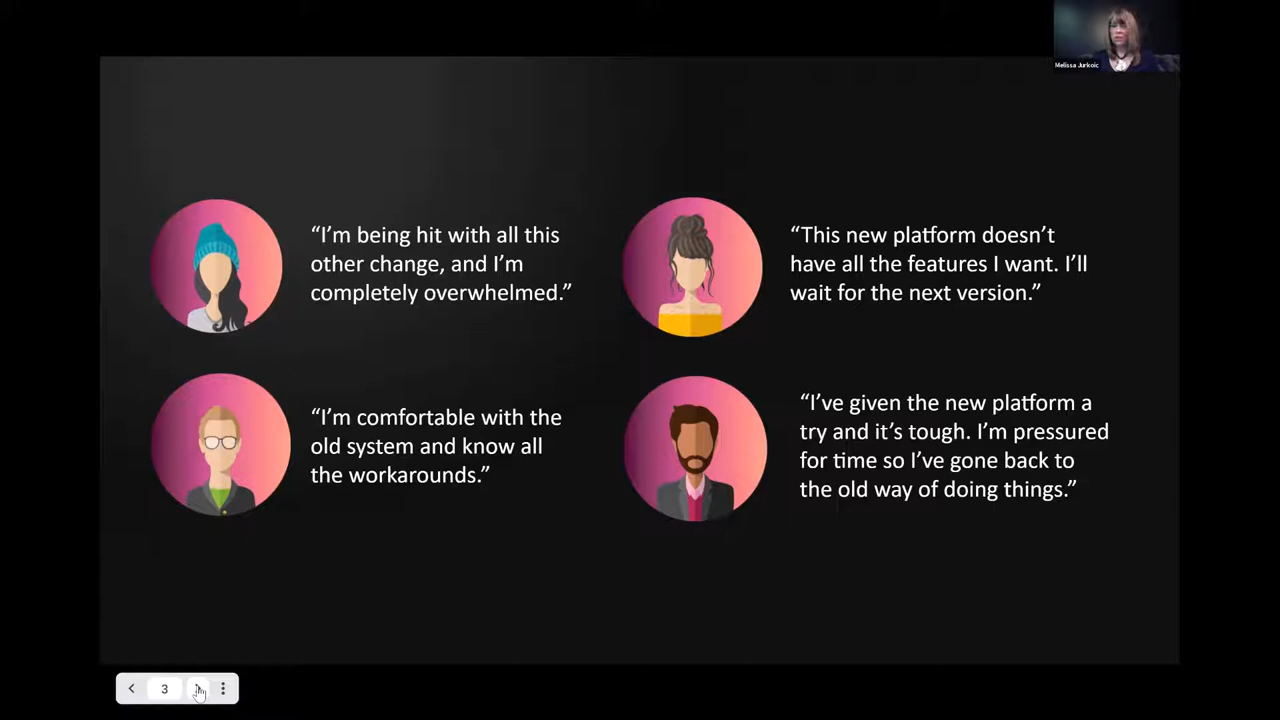 Melissa Jurkoic
“I’m being hit with all this
other change, and I’m
completely overwhelmed.”
“This new platform doesn’t
have all the features I want. I’ll
wait for the next version.”
“I’m comfortable with the
old system and know all
the workarounds.”
“I’ve given the new platform a
try and it’s tough. I’m pressured
for time so I’ve gone back to
the old way of doing things.”
3